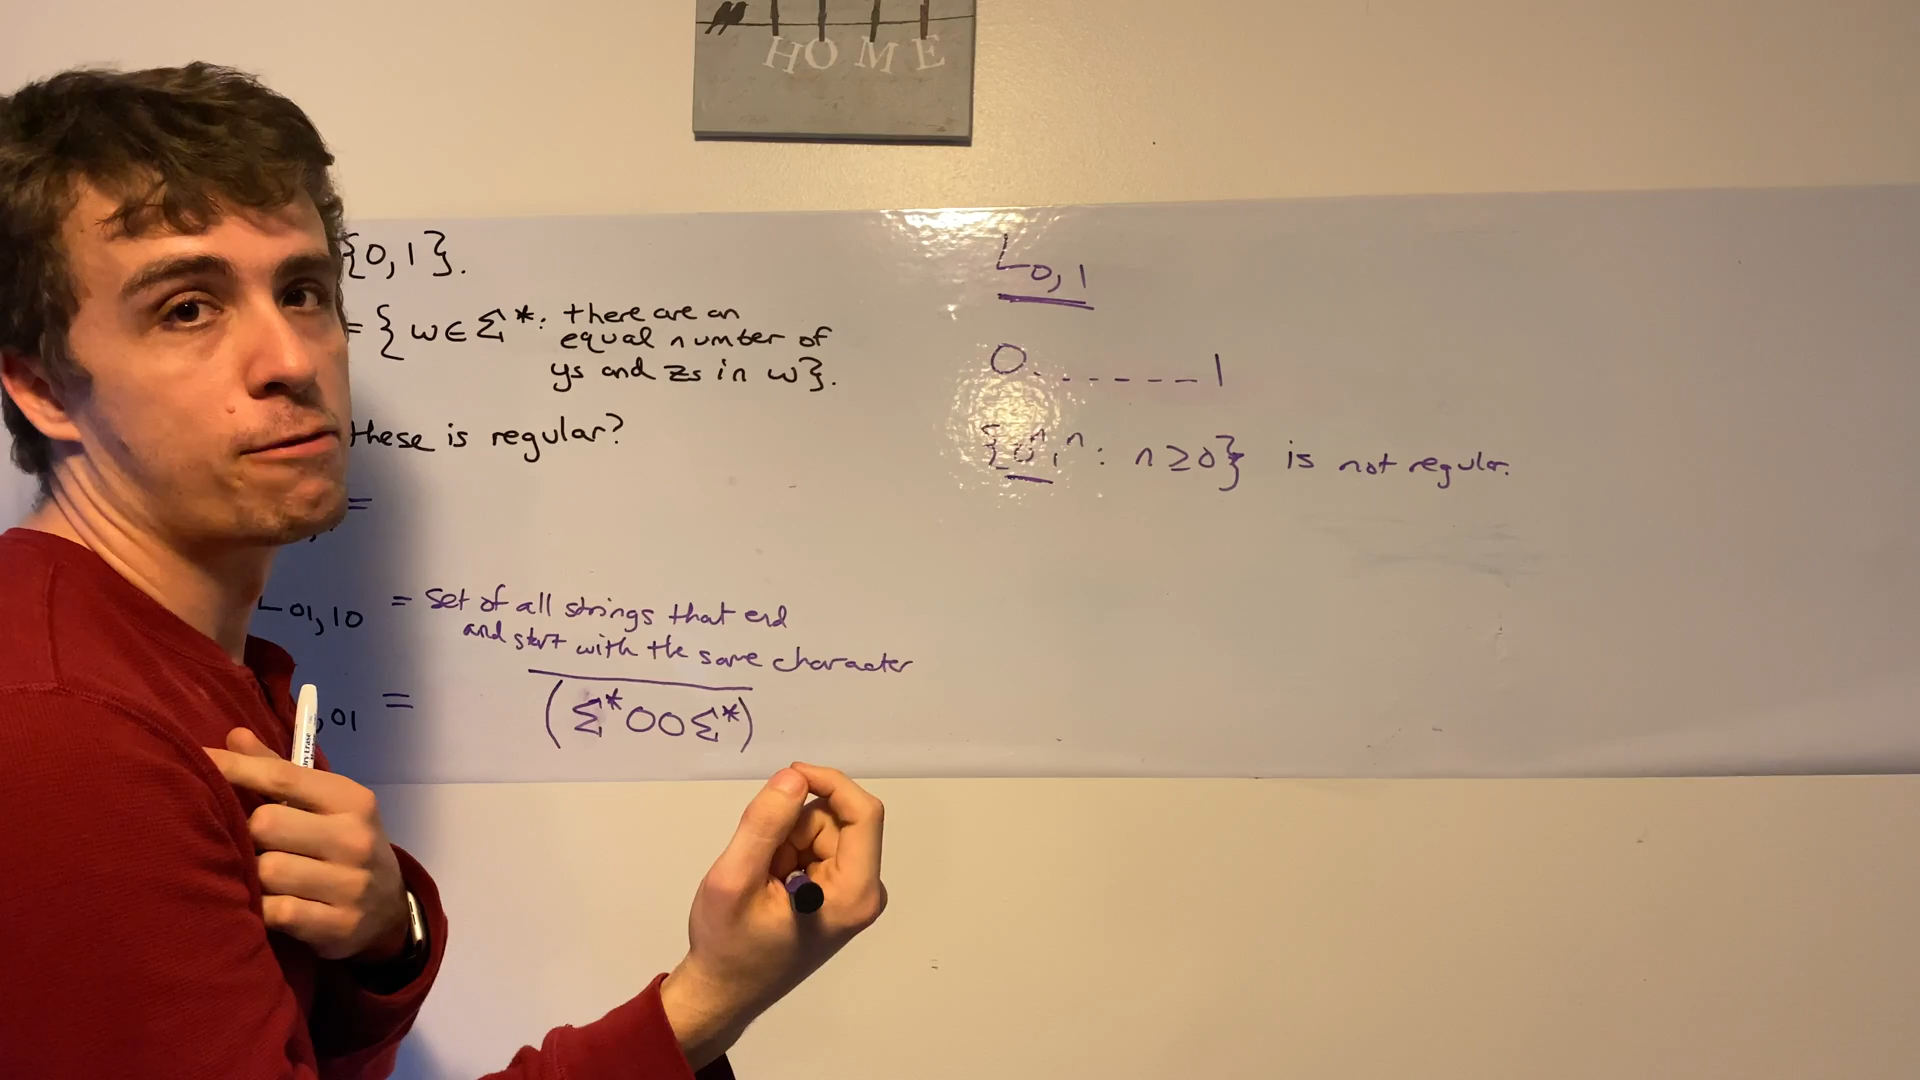 HOME
{0,1}.
= {w∈Σ*: there are an
equal number of
ys and zs in w}.
these is regular?
=
L01,10 = Set of all strings that end
and start with the same character
,01 = (Σ*00Σ*)
L0,1
0.------1
{0ⁿ1ⁿ: n≥0} is not regular.